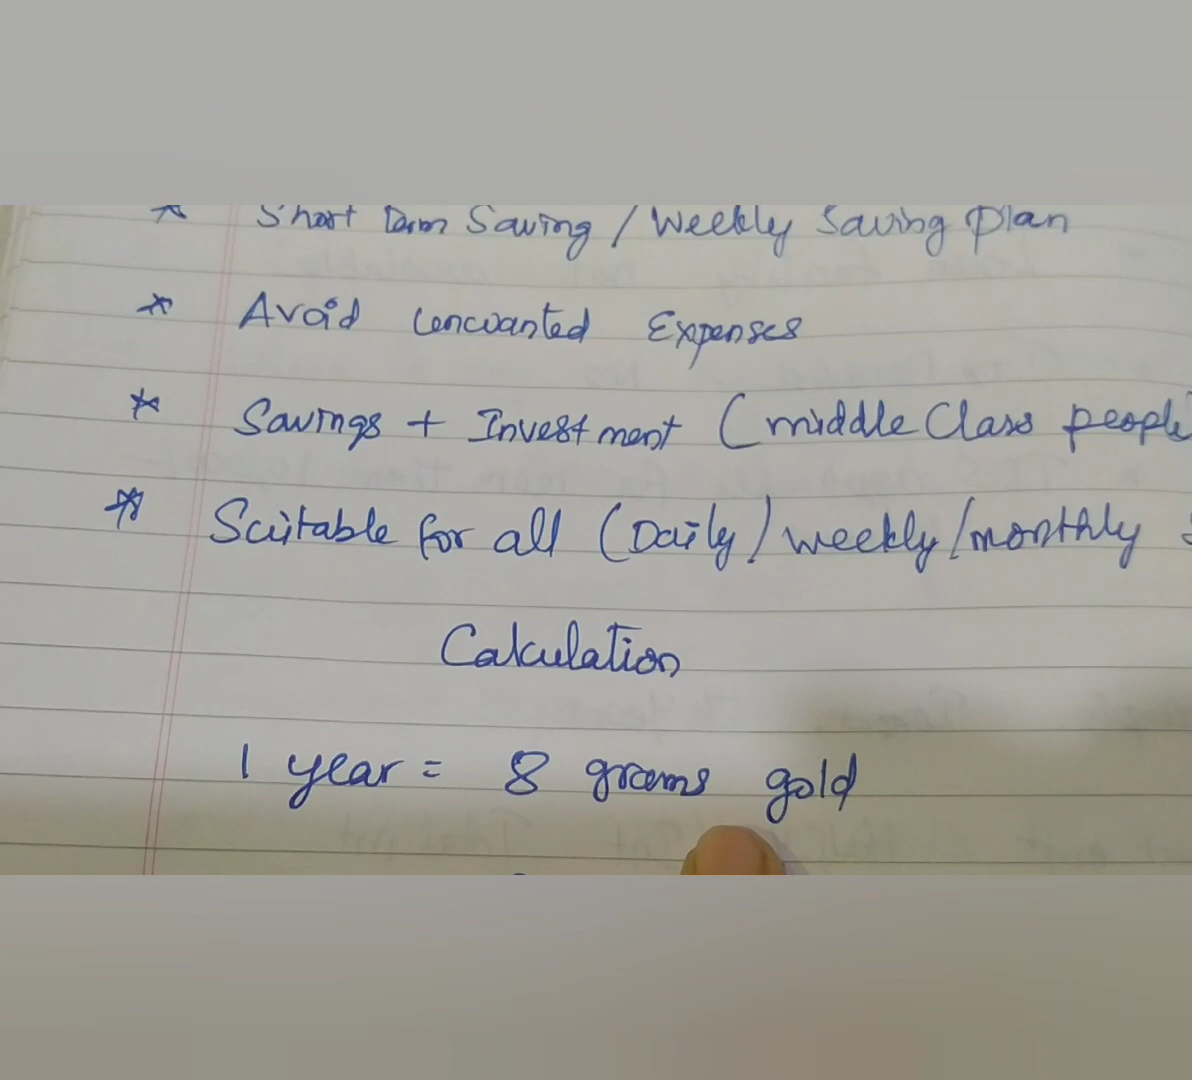 * Short Term Saving / Weekly Saving plan
* Avoid unwanted Expenses
* Savings + Investment (middle Class people)
* Suitable for all (Daily) / weekly / monthly
Calculation
1 year = 8 grams gold